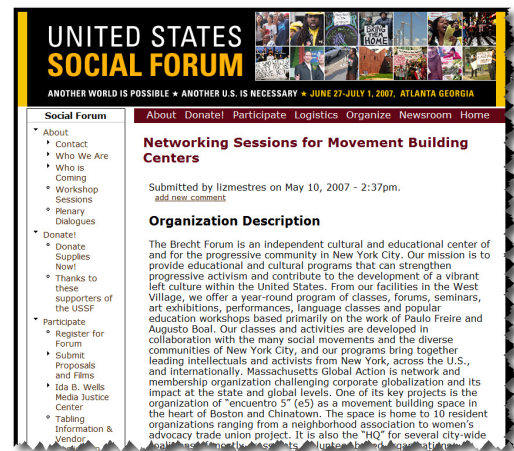 UNITED STATES
SOCIAL FORUM
BRING
THEM
HOME
ANOTHER WORLD IS POSSIBLE ★ ANOTHER U.S. IS NECESSARY ★ JUNE 27-JULY 1, 2007, ATLANTA GEORGIA
Social Forum
About
Contact
Who We Are
Who is
Coming
Workshop
Sessions
Plenary
Dialogues
Donate!
Donate
Supplies
Now!
Thanks to
these
supporters of
the USSF
Participate
Register for
Forum
Submit
Proposals
and Films
Ida B. Wells
Media Justice
Center
Tabling
Information &
Vendor
About Donate! Participate Logistics Organize Newsroom Home
Networking Sessions for Movement Building
Centers
Submitted by lizmestres on May 10, 2007 - 2:37pm.
add new comment
Organization Description
The Brecht Forum is an independent cultural and educational center of
and for the progressive community in New York City. Our mission is to
provide educational and cultural programs that can strengthen
progressive activism and contribute to the development of a vibrant
left culture within the United States. From our facilities in the West
Village, we offer a year-round program of classes, forums, seminars,
art exhibitions, performances, language classes and popular
education workshops based primarily on the work of Paulo Freire and
Augusto Boal. Our classes and activities are developed in
collaboration with the many social movements and the diverse
communities of New York City, and our programs bring together
leading intellectuals and activists from New York, across the U.S.,
and internationally. Massachusetts Global Action is network and
membership organization challenging corporate globalization and its
impact at the state and global levels. One of its key projects is the
organization of "encuentro 5" (e5) as a movement building space in
the heart of Boston and Chinatown. The space is home to 10 resident
organizations ranging from a neighborhood association to women's
advocacy trade union project. It is also the "HQ" for several city-wide